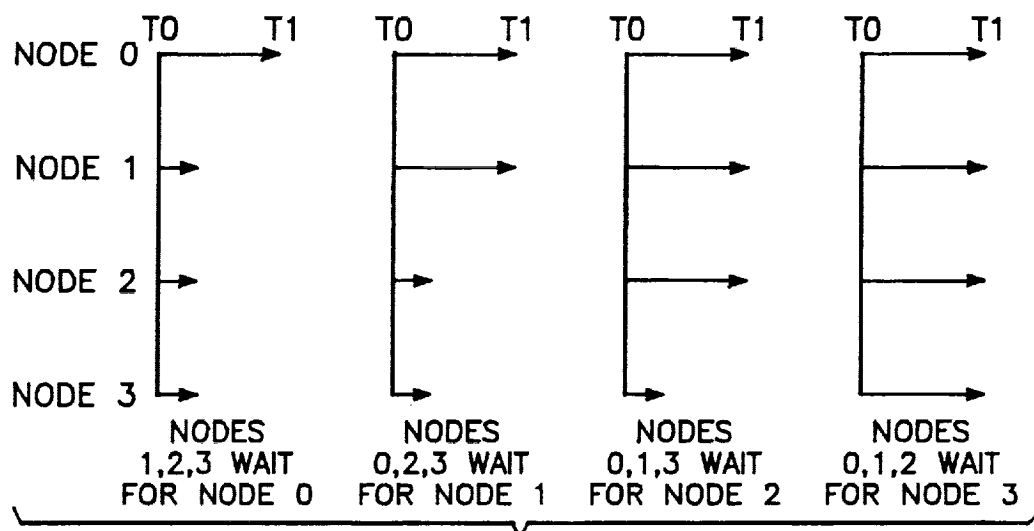 T0 T1 T0 T1 T0 T1 T0 T1
NODE 0
NODE 1
NODE 2
NODE 3
NODES NODES NODES NODES
1,2,3 WAIT 0,2,3 WAIT 0,1,3 WAIT 0,1,2 WAIT
FOR NODE 0 FOR NODE 1 FOR NODE 2 FOR NODE 3